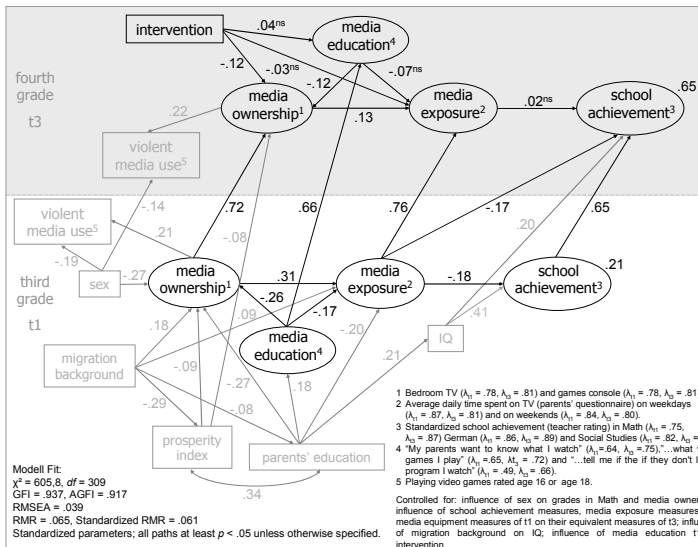 intervention
.04ns
media
education4
-.03ns
-.12
-.12
-.07ns
fourth
grade
t3
media
ownership1
.13
media
exposure2
.02ns
school
achievement3
.65
.22
violent
media use5
-.14
.72
-.08
.66
.76
-.17
.20
.65
violent
media use5
.21
-.19
third
grade
t1
sex
-.27
media
ownership1
.31
media
exposure2
-.18
school
achievement3
.21
-.26
-.17
.09
media
education4
-.20
IQ
.41
.18
migration
background
-.09
-.27
.18
.21
-.29
-.08
prosperity
index
parents' education
.34
Modell Fit:
χ² = 605,8, df = 309
GFI = .937, AGFI = .917
RMSEA = .039
RMR = .065, Standardized RMR = .061
Standardized parameters; all paths at least p < .05 unless otherwise specified.
1 Bedroom TV (λt1 = .78, λt3 = .81) and games console (λt1 = .78, λt3 = .81
2 Average daily time spent on TV (parents' questionnaire) on weekdays
(λt1 = .87, λt3 = .81) and on weekends (λt1 = .84, λt3 = .80).
3 Standardized school achievement (teacher rating) in Math (λt1 = .75,
λt3 = .87) German (λt1 = .86, λt3 = .89) and Social Studies (λt1 = .82, λt3 =
4 "My parents want to know what I watch" (λt1=.64, λt3 =.75),"...what
games I play" (λt1 =.65, λt3 = .72) and "…tell me if the if they don't
program I watch" (λt1 = .49, λt3 = .66).
5 Playing video games rated age 16 or age 18.
Controlled for: influence of sex on grades in Math and media
influence of school achievement measures, media exposure measures
media equipment measures of t1 on their equivalent measures of t3;
of migration background on IQ; influence of media education
intervention